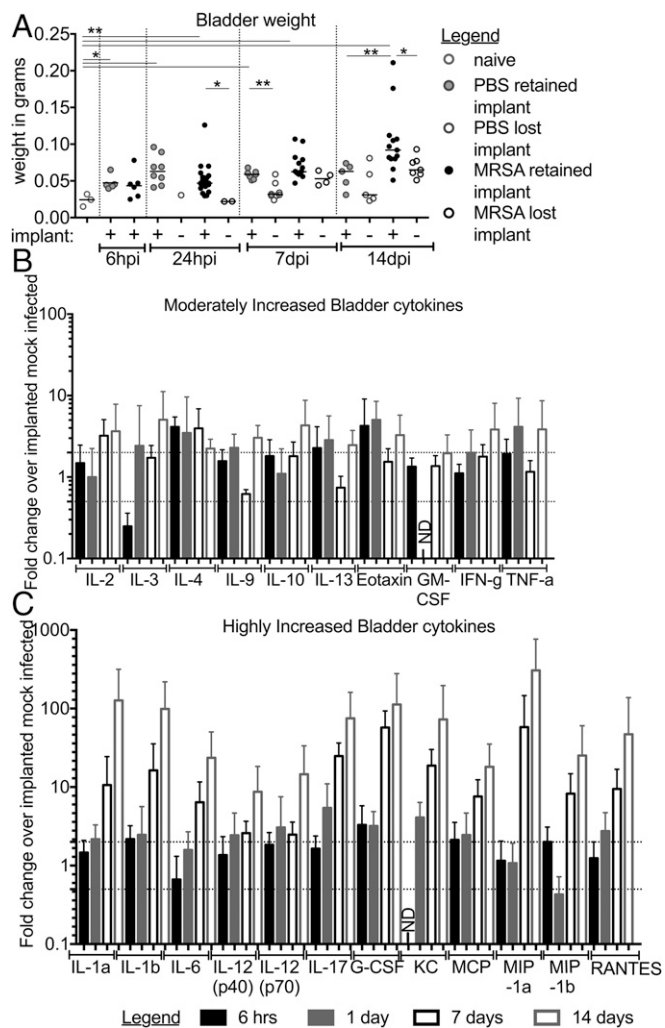 A
Bladder weight
**
*
**
*
**
*
weight in grams
0.25
0.20
0.15
0.10
0.05
0.00
implant:
+ + + - + - + - + - + - + -
6hpi 24hpi 7dpi 14dpi
Legend
naive
PBS retained
implant
PBS lost
implant
MRSA retained
implant
MRSA lost
implant
B
Moderately Increased Bladder cytokines
Fold change over implanted mock infected
100
10
1
0.1
ND
IL-2 IL-3 IL-4 IL-9 IL-10 IL-13 Eotaxin GM- IFN-g TNF-a
CSF
C
Highly Increased Bladder cytokines
Fold change over implanted mock infected
1000
100
10
1
0.1
ND
IL-1a IL-1b IL-6 IL-12 IL-12 IL-17 G-CSF KC MCP MIP MIP RANTES
(p40) (p70) -1a -1b
Legend 6 hrs 1 day 7 days 14 days